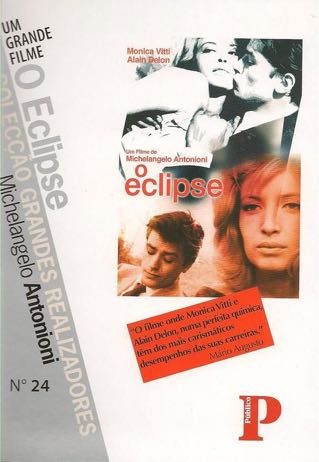 UM
GRANDE
FILME
O Eclipse
COLECÇÃO GRANDES REALIZADORES
Michelangelo Antonioni
Nº 24
Monica Vitti
Alain Delon
Um Filme de
Michelangelo Antonioni
o
eclipse
"O filme onde Monica Vitti e
Alain Delon, numa perfeita química,
têm dos mais carismáticos
desempenhos das suas carreiras."
Mário Augusto
Público
P